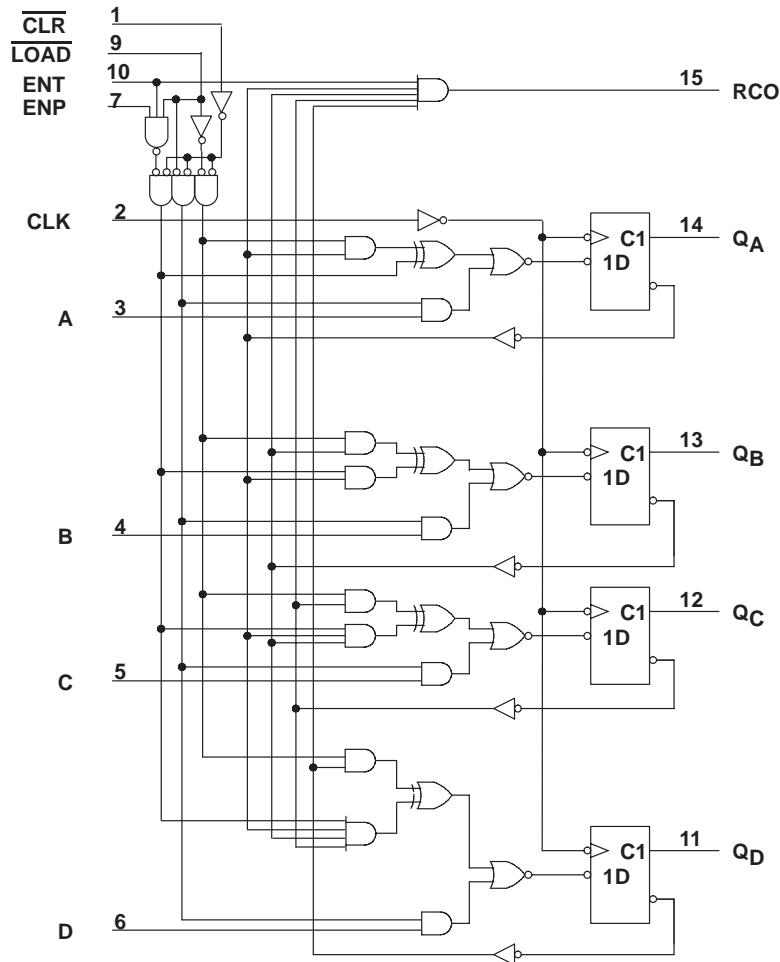 CLR 1
LOAD 9
ENT 10
ENP 7
15 RCO
CLK 2
C1 14 QA
1D
A 3
C1 13 QB
1D
B 4
C1 12 QC
1D
C 5
C1 11 QD
1D
D 6